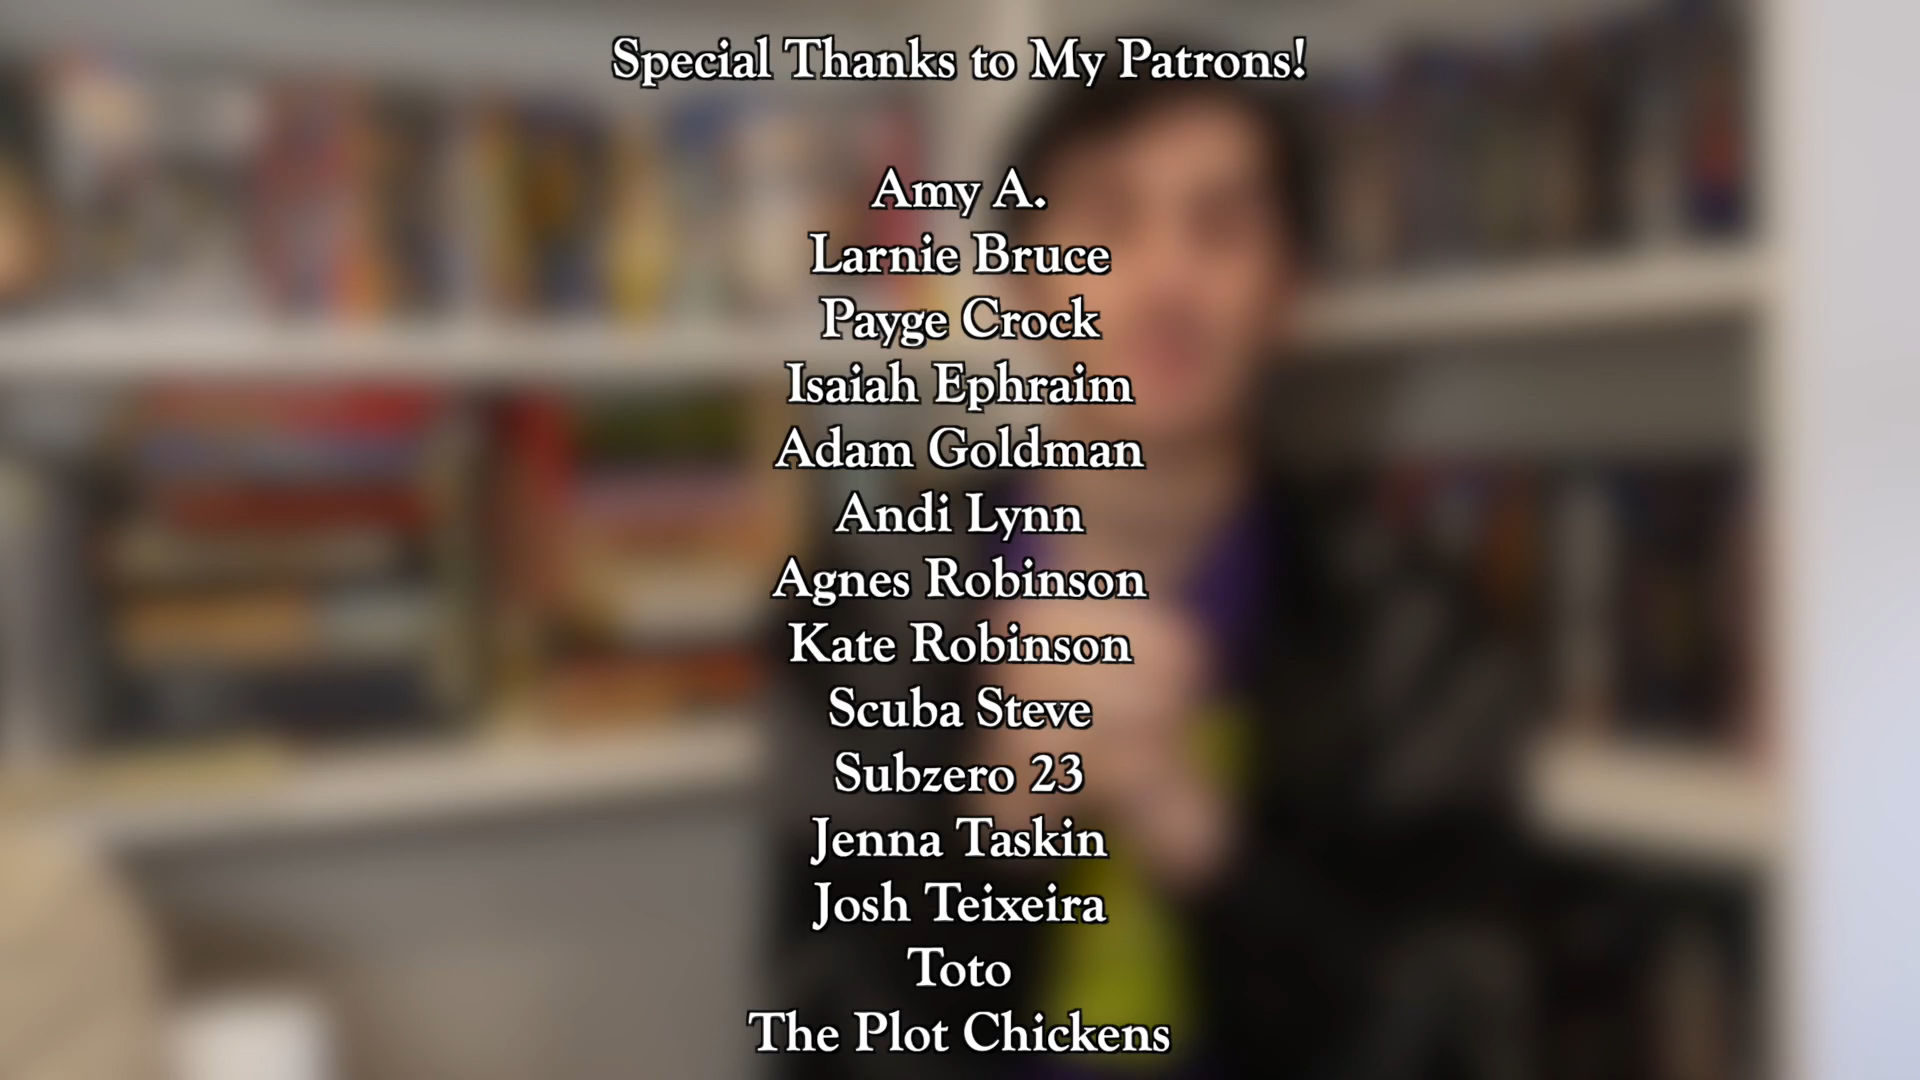 Special Thanks to My Patrons!
Amy A.
Larnie Bruce
Payge Crock
Isaiah Ephraim
Adam Goldman
Andi Lynn
Agnes Robinson
Kate Robinson
Scuba Steve
Subzero 23
Jenna Taskin
Josh Teixeira
Toto
The Plot Chickens